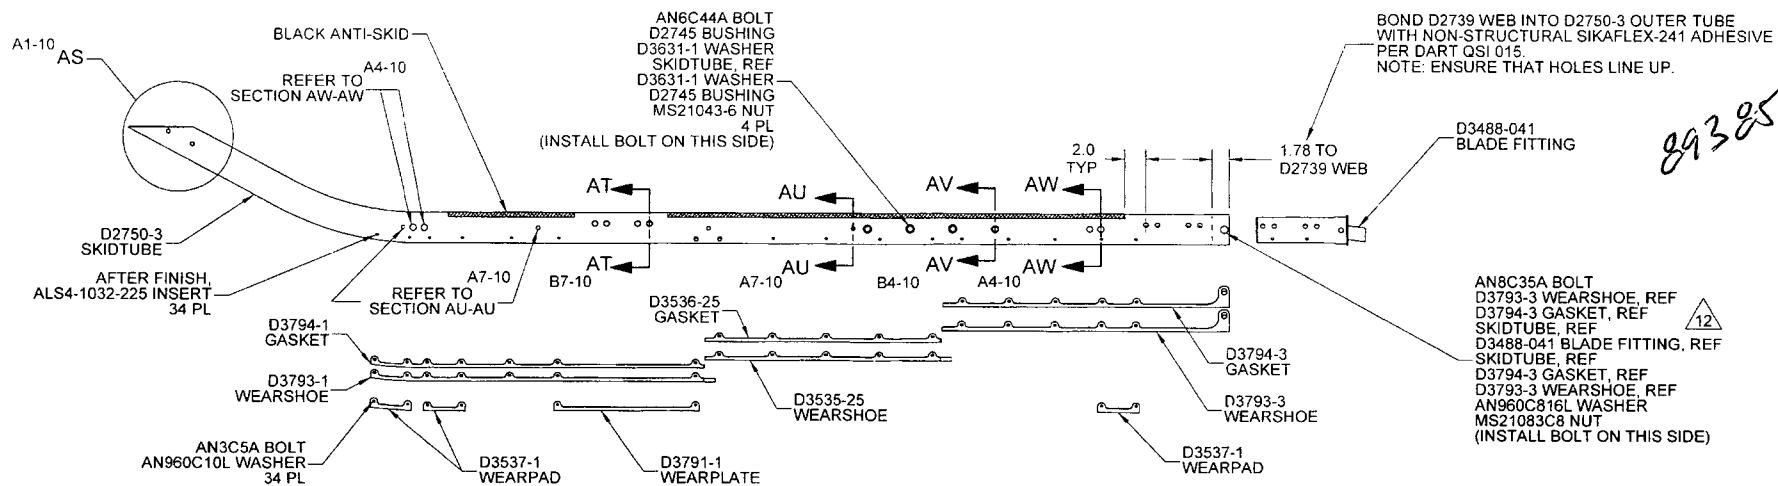 A1-10
AS
BLACK ANTI-SKID
A4-10
REFER TO
SECTION AW-AW
AN6C44A BOLT
D2745 BUSHING
D3631-1 WASHER
SKIDTUBE, REF
D3631-1 WASHER
D2745 BUSHING
MS21043-6 NUT
4 PL
(INSTALL BOLT ON THIS SIDE)
BOND D2739 WEB INTO D2750-3 OUTER TUBE
WITH NON-STRUCTURAL SIKAFLEX-241 ADHESIVE
PER DART QSI 015.
NOTE: ENSURE THAT HOLES LINE UP.
89385
D3488-041
BLADE FITTING
2.0
TYP
1.78 TO
D2739 WEB
AT
AU
AV
AW
D2750-3
SKIDTUBE
AFTER FINISH,
ALS4-1032-225 INSERT
34 PL
REFER TO
SECTION AU-AU
A7-10
AT
B7-10
AU
A7-10
AV
B4-10
AW
A4-10
D3794-1
GASKET
D3793-1
WEARSHOE
AN3C5A BOLT
AN960C10L WASHER
34 PL
D3537-1
WEARPAD
D3791-1
WEARPLATE
D3536-25
GASKET
D3535-25
WEARSHOE
D3794-3
GASKET
D3793-3
WEARSHOE
D3537-1
WEARPAD
AN8C35A BOLT
D3793-3 WEARSHOE, REF
D3794-3 GASKET, REF
SKIDTUBE, REF
D3488-041 BLADE FITTING, REF
SKIDTUBE, REF
D3794-3 GASKET, REF
D3793-3 WEARSHOE, REF
AN960C816L WASHER
MS21083C8 NUT
(INSTALL BOLT ON THIS SIDE)
12